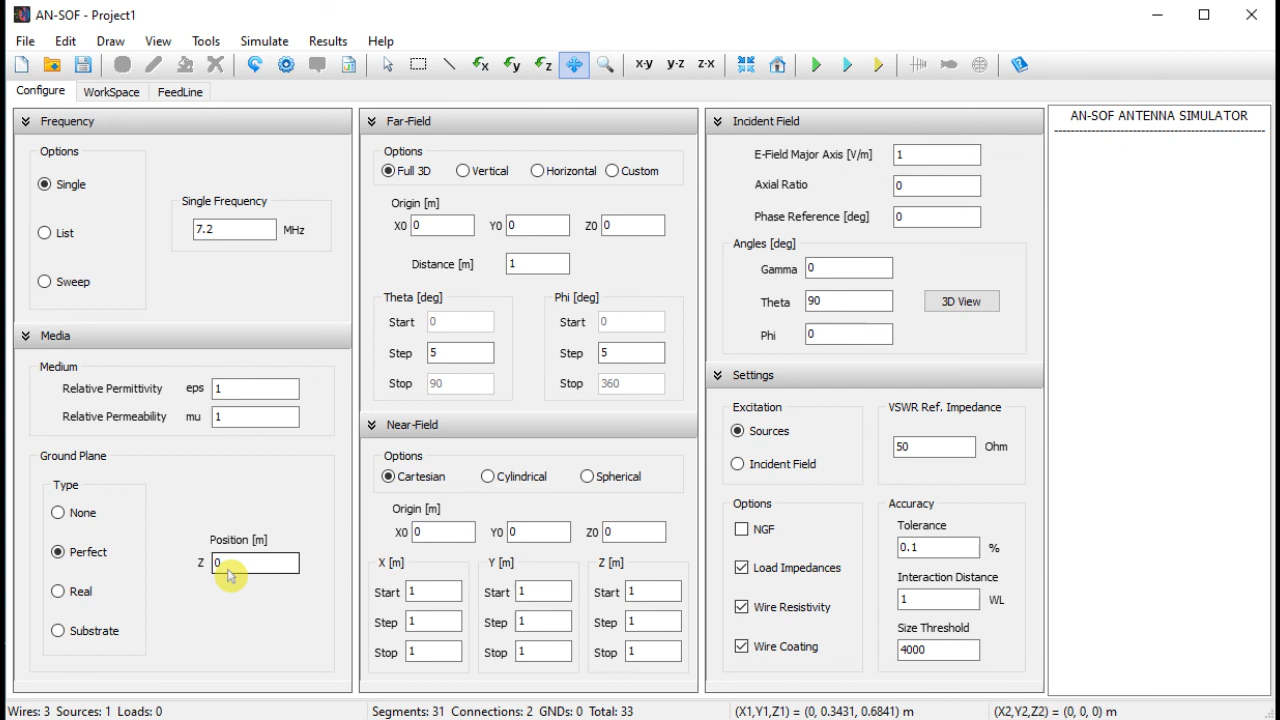 AN-SOF - Project1
File Edit Draw View Tools Simulate Results Help
x x y z x-y y-z z-x
Configure WorkSpace FeedLine
Frequency
Options
Single
List
Sweep
Single Frequency
7.2 MHz
Media
Medium
Relative Permittivity eps 1
Relative Permeability mu 1
Ground Plane
Type
None
Perfect
Real
Substrate
Position [m]
Z 0
Far-Field
Options
Full 3D Vertical Horizontal Custom
Origin [m]
X0 0 Y0 0 Z0 0
Distance [m] 1
Theta [deg]
Start 0
Step 5
Stop 90
Phi [deg]
Start 0
Step 5
Stop 360
Near-Field
Options
Cartesian Cylindrical Spherical
Origin [m]
X0 0 Y0 0 Z0 0
X [m]
Start 1
Step 1
Stop 1
Y [m]
Start 1
Step 1
Stop 1
Z [m]
Start 1
Step 1
Stop 1
Incident Field
E-Field Major Axis [V/m] 1
Axial Ratio 0
Phase Reference [deg] 0
Angles [deg]
Gamma 0
Theta 90
Phi 0
3D View
Settings
Excitation
Sources
Incident Field
VSWR Ref. Impedance
50 Ohm
Options
NGF
Load Impedances
Wire Resistivity
Wire Coating
Accuracy
Tolerance
0.1 %
Interaction Distance
1 WL
Size Threshold
4000
AN-SOF ANTENNA SIMULATOR
Wires: 3 Sources: 1 Loads: 0 Segments: 31 Connections: 2 GNDs: 0 Total: 33 (X1,Y1,Z1) = (0, 0.3431, 0.6841) m (X2,Y2,Z2) = (0, 0, 0) m